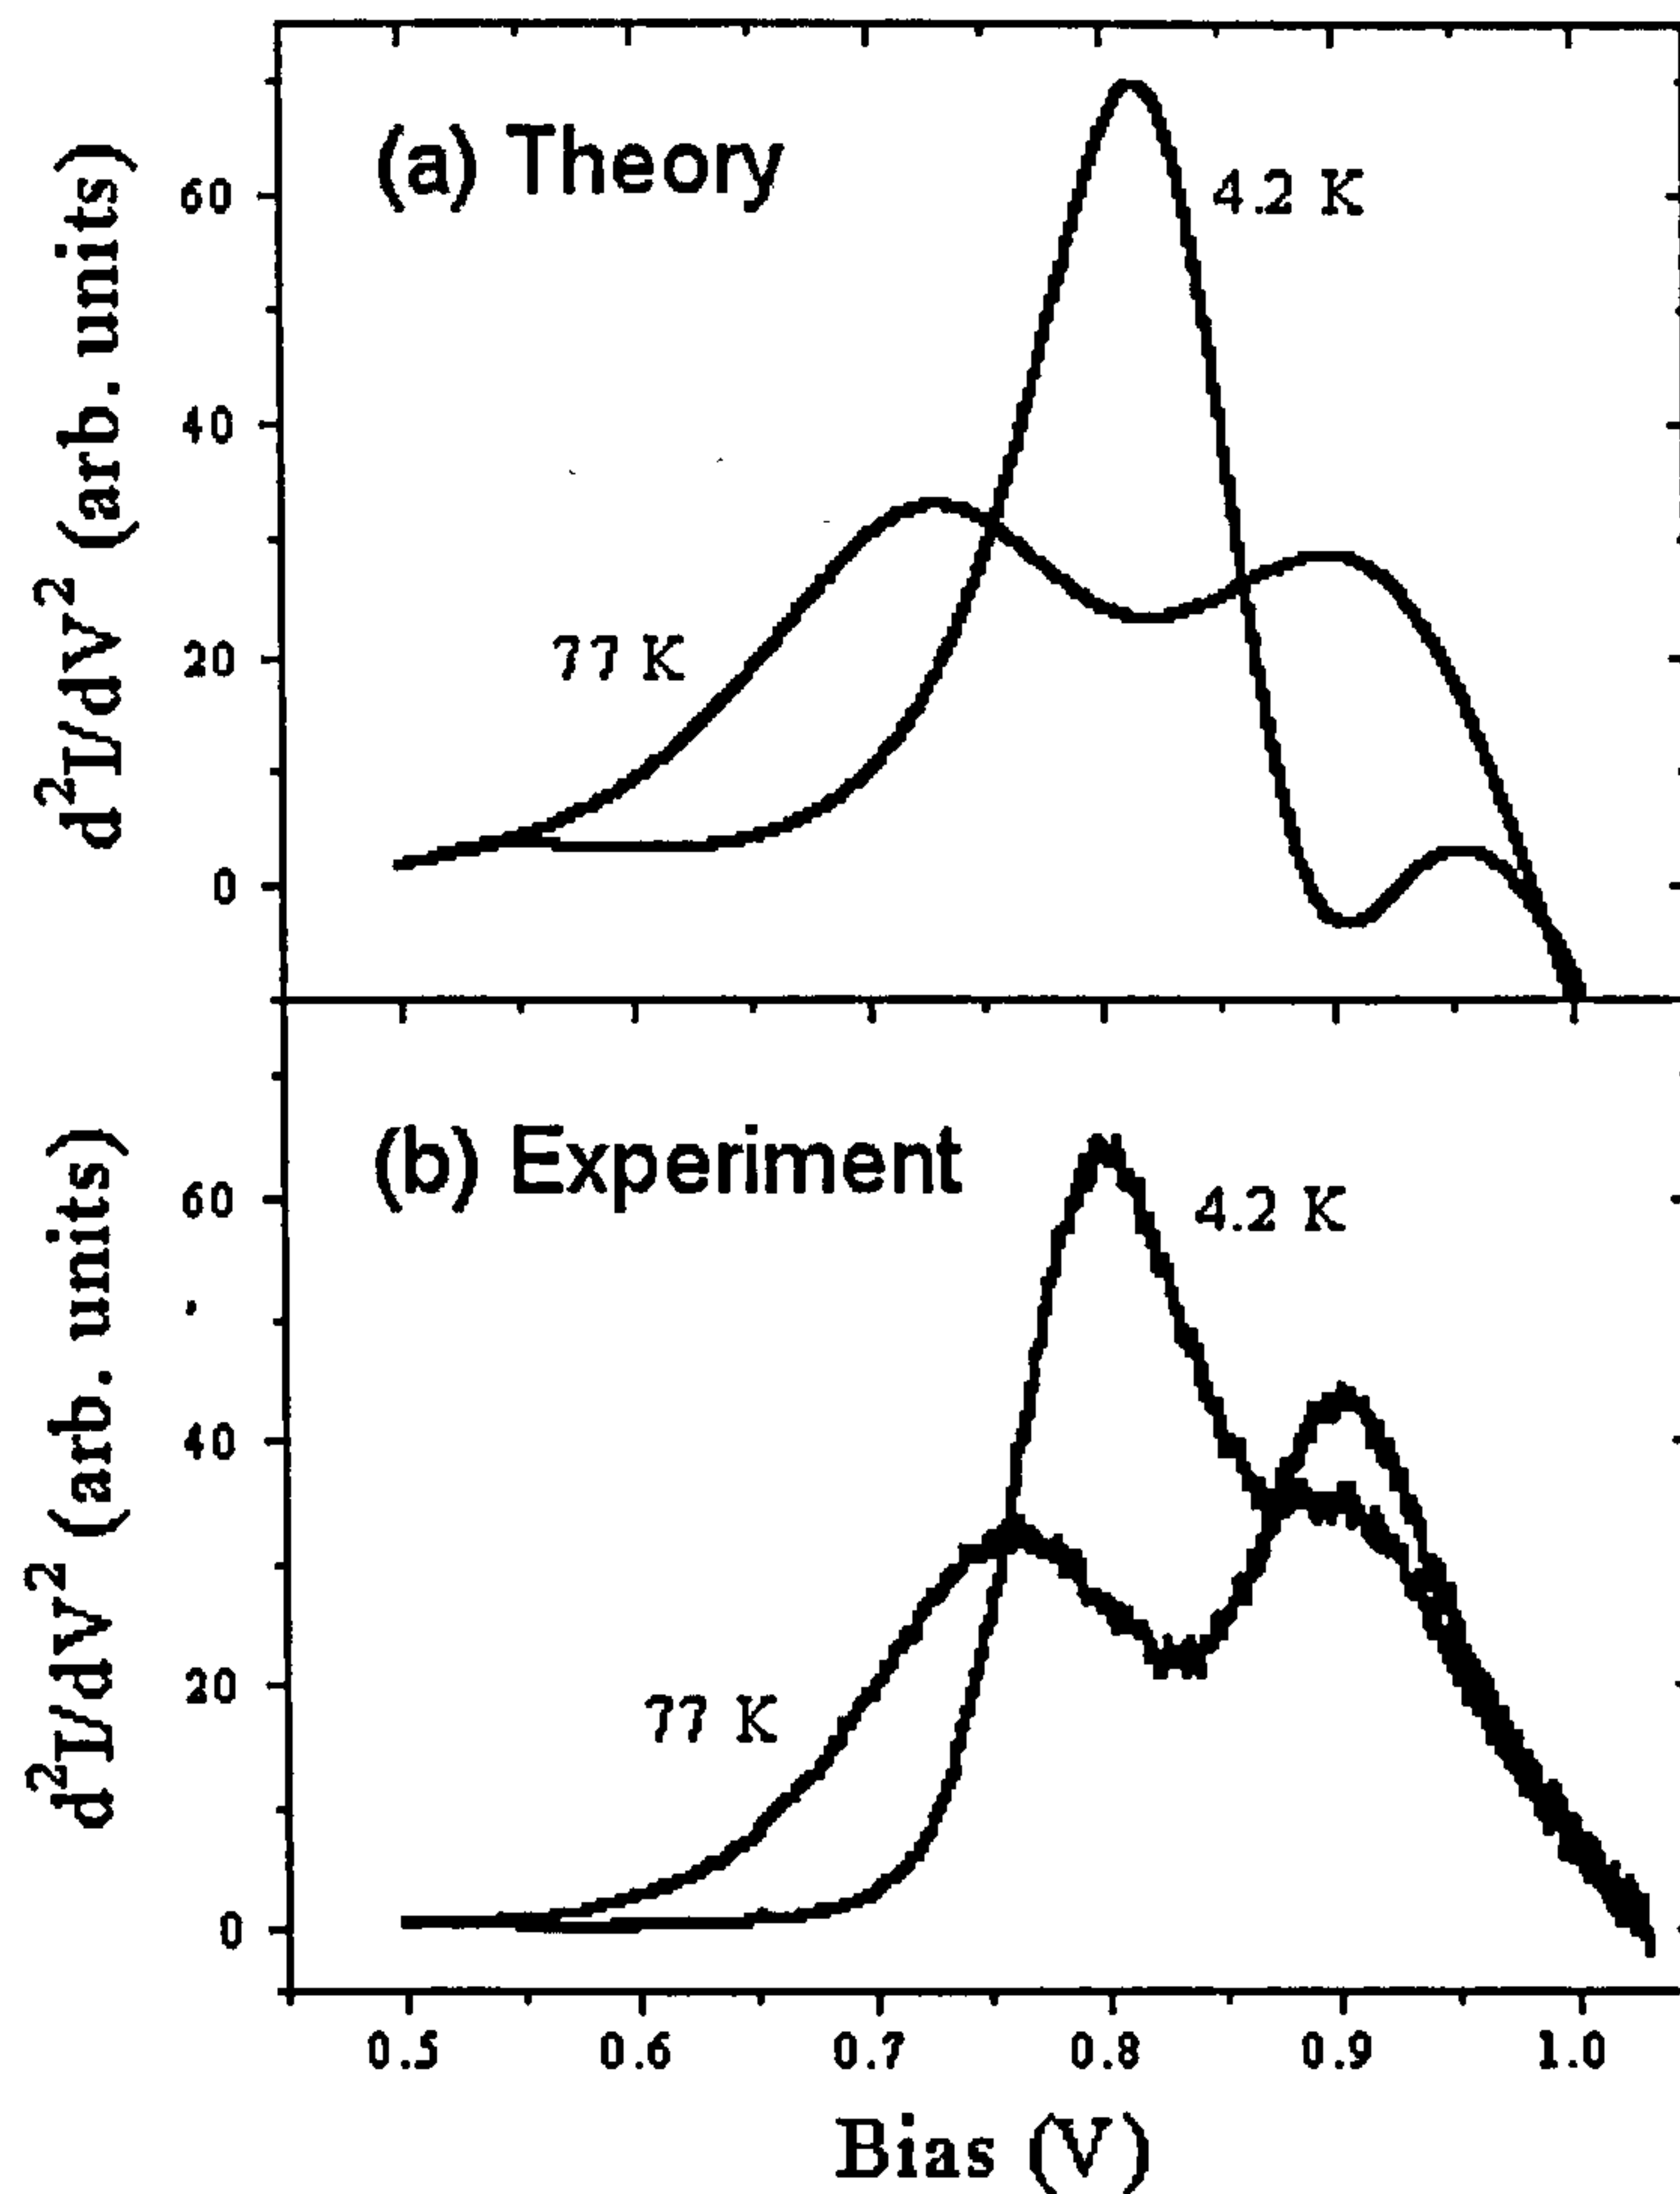 (a) Theory
4.2 K
77 K
d²I/dV² (arb. units)
60
40
20
0
(b) Experiment
4.2 K
77 K
d²I/dV² (arb. units)
60
40
20
0
0.5 0.6 0.7 0.8 0.9 1.0
Bias (V)